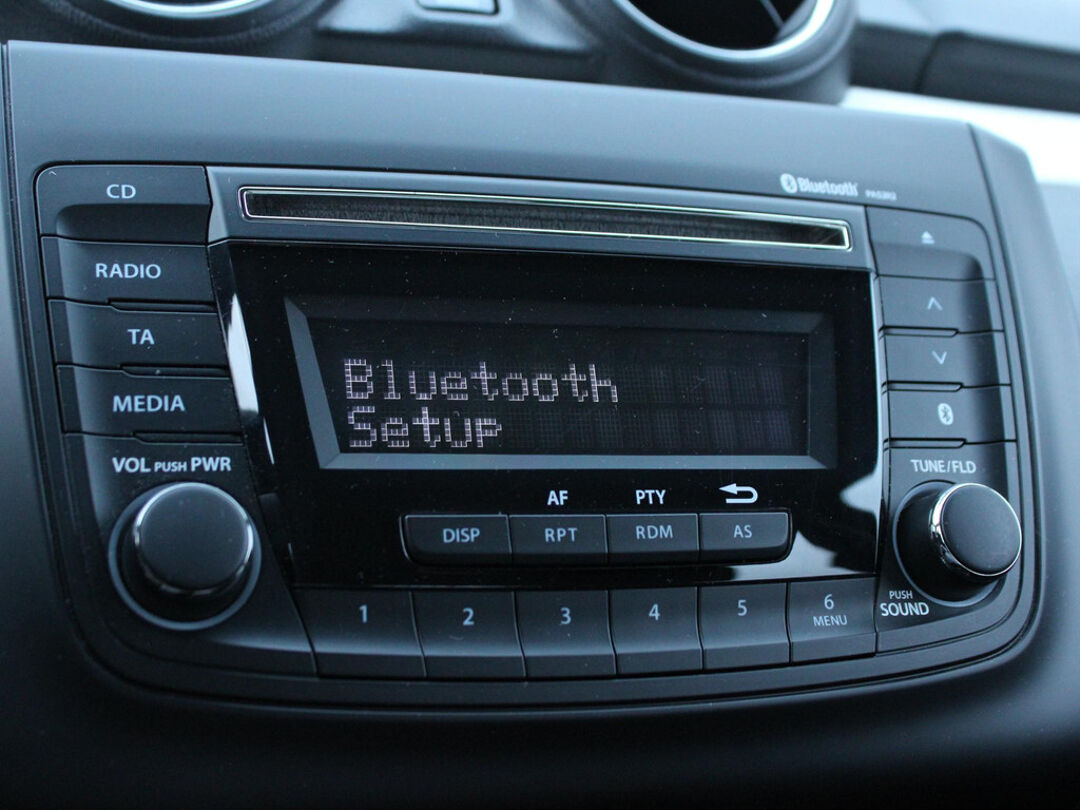 CD
Bluetooth PA03N2
RADIO
TA
MEDIA
Bluetooth
Setup
VOL PUSH PWR
TUNE/FLD
AF PTY
DISP RPT RDM AS
1 2 3 4 5 6
MENU
PUSH
SOUND